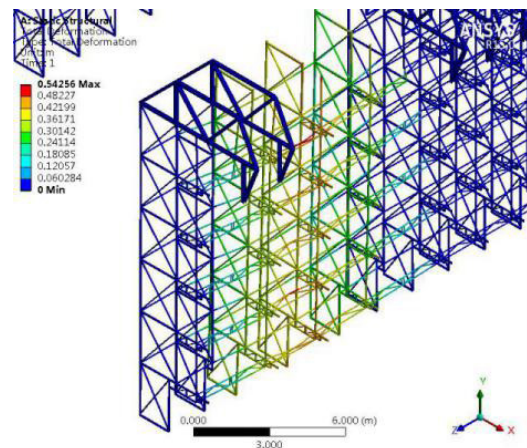 A: Static Structural
Total Deformation
Type: Total Deformation
Unit: m
Time: 1
0.54256 Max
0.48227
0.42199
0.36171
0.30142
0.24114
0.18085
0.12057
0.060284
0 Min
ANSYS
0.000
6.000 (m)
3.000
Y
Z
X